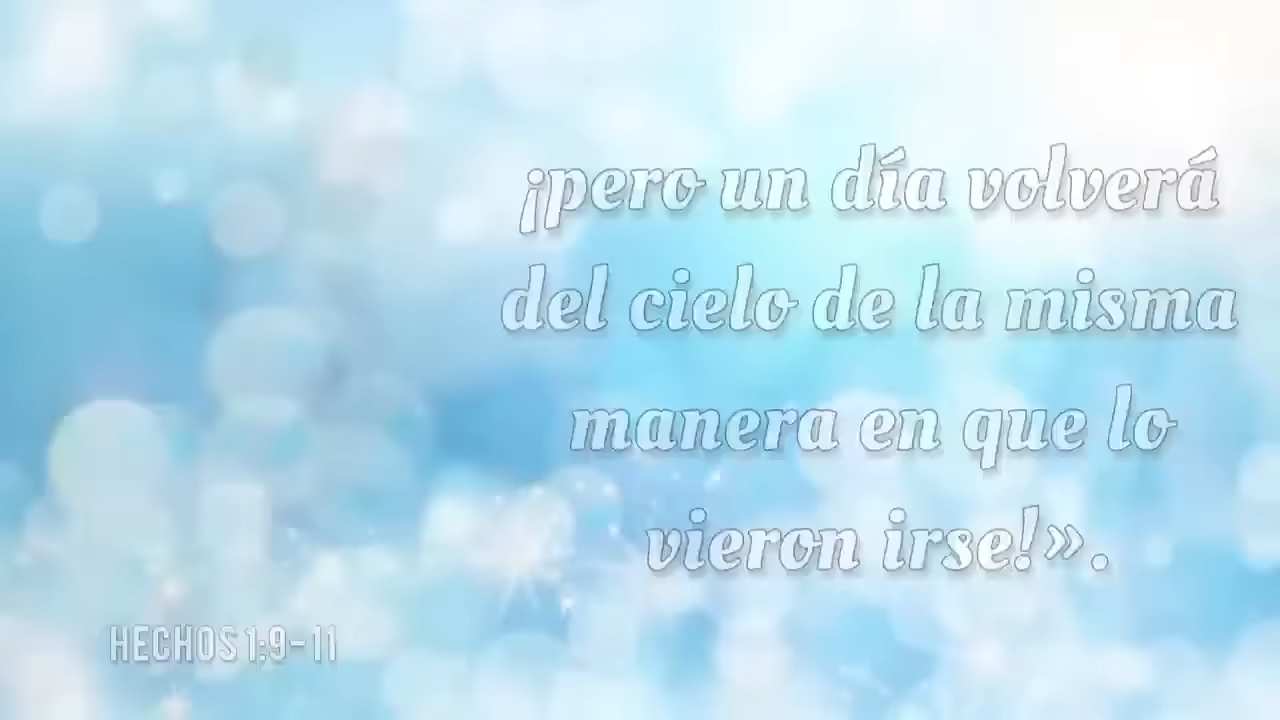 ¡pero un día volverá
del cielo de la misma
manera en que lo
vieron irse!».
HECHOS 1:9-11